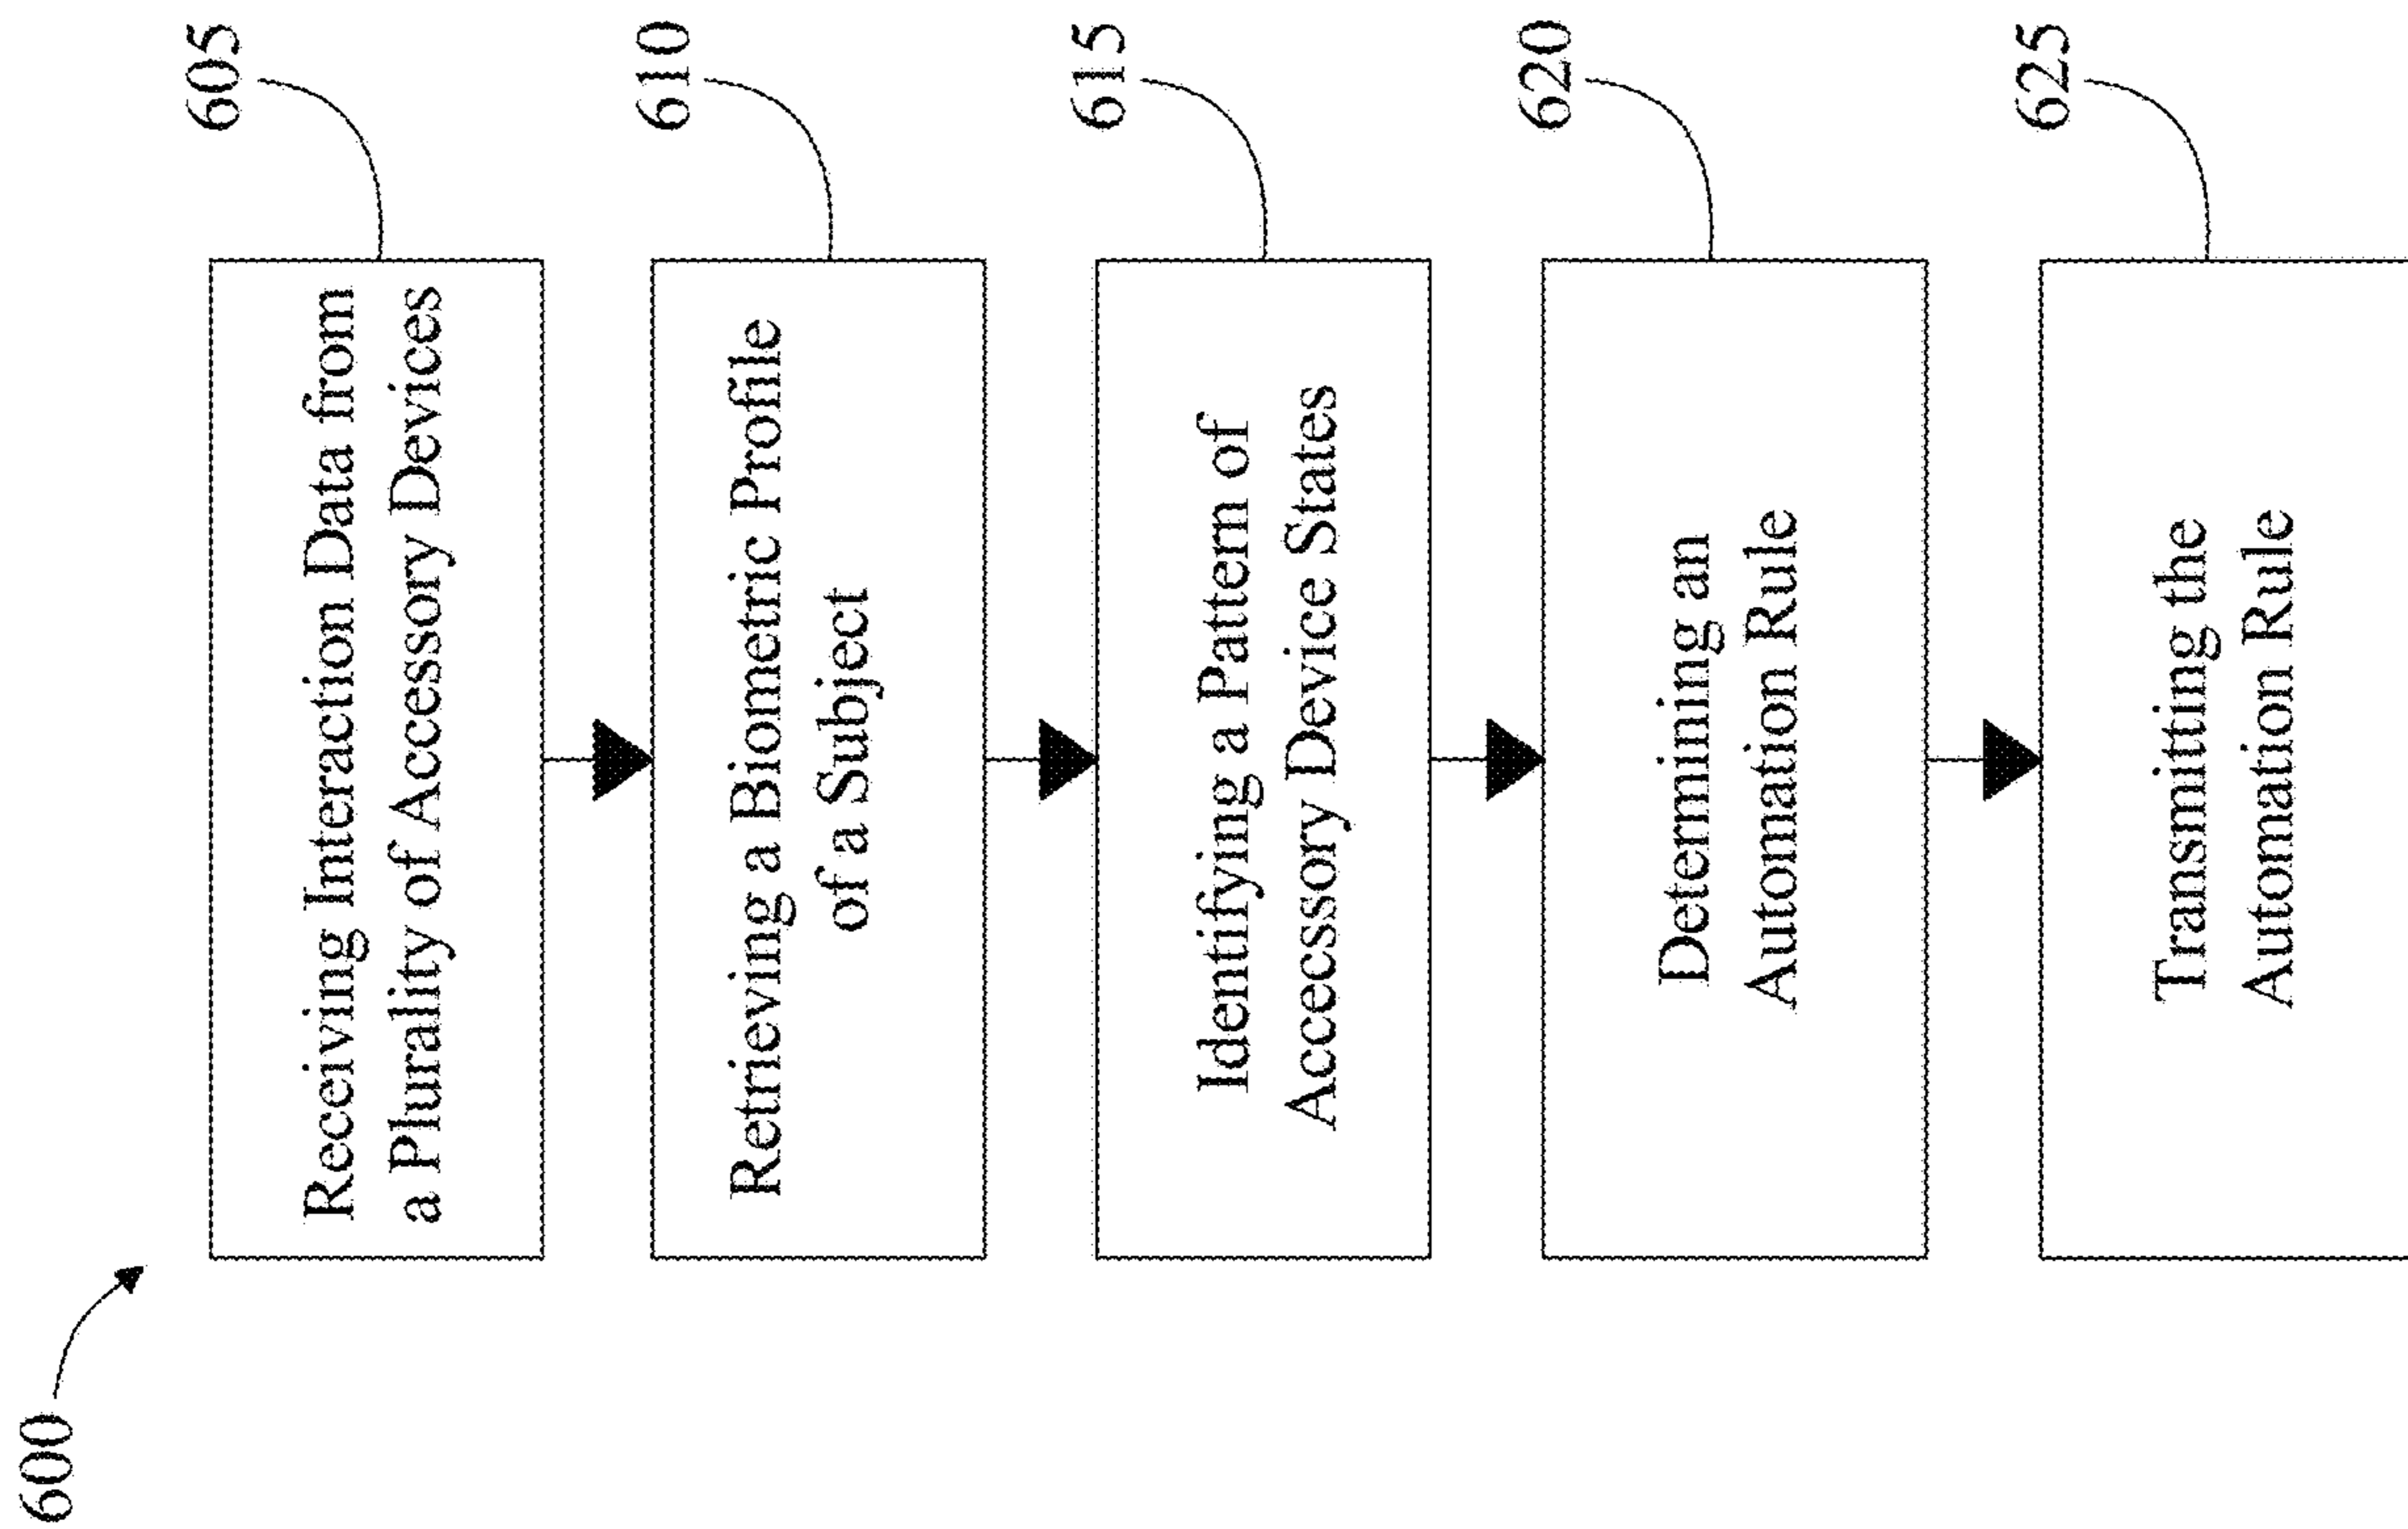 600
605
Receiving Interaction Data from
a Plurality of Accessory Devices
610
Retrieving a Biometric Profile
of a Subject
615
Identifying a Pattern of
Accessory Device States
620
Determining an
Automation Rule
625
Transmitting the
Automation Rule